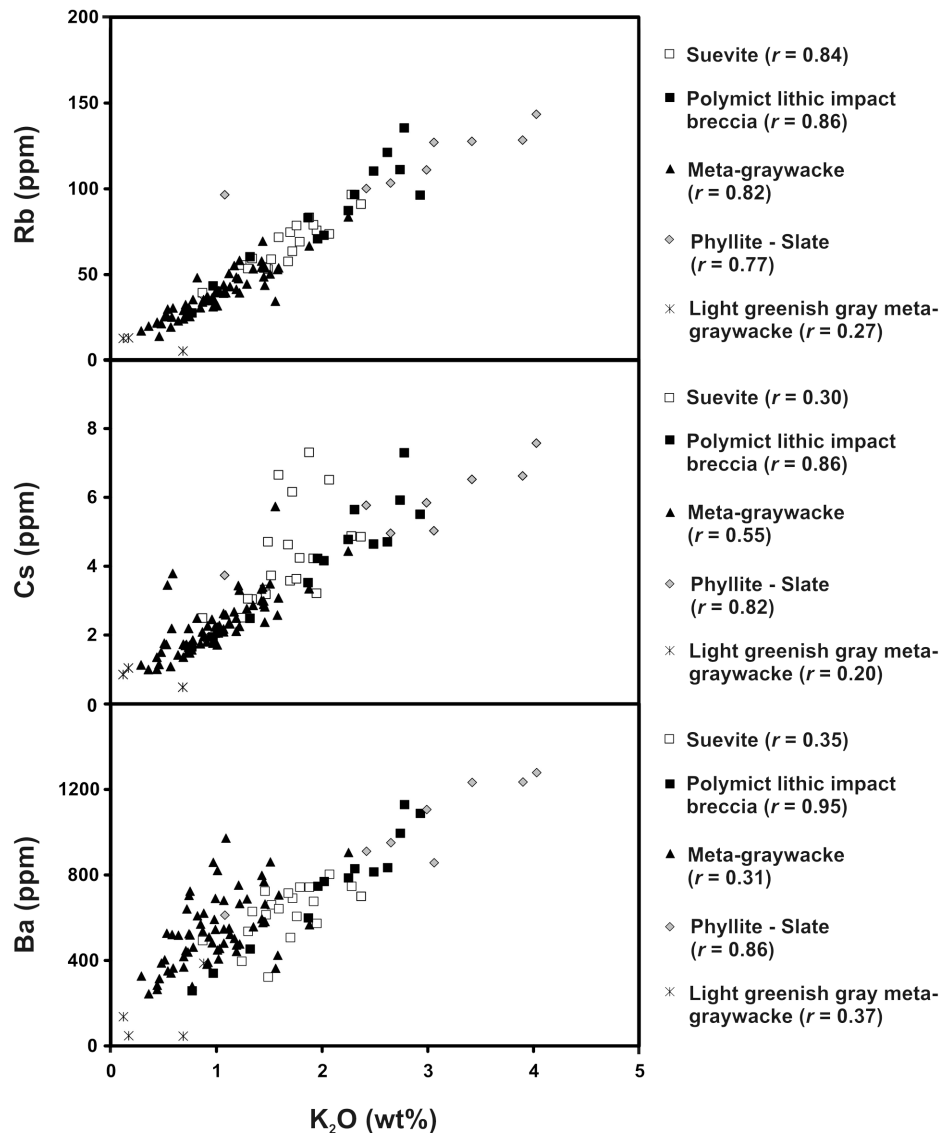 200
150
100
50
0
Rb (ppm)
Suevite (r = 0.84)
Polymict lithic impact
breccia (r = 0.86)
Meta-graywacke
(r = 0.82)
Phyllite - Slate
(r = 0.77)
Light greenish gray meta-
graywacke (r = 0.27)
8
6
4
2
0
Cs (ppm)
Suevite (r = 0.30)
Polymict lithic impact
breccia (r = 0.86)
Meta-graywacke
(r = 0.55)
Phyllite - Slate
(r = 0.82)
Light greenish gray meta-
graywacke (r = 0.20)
1200
800
400
0
Ba (ppm)
Suevite (r = 0.35)
Polymict lithic impact
breccia (r = 0.95)
Meta-graywacke
(r = 0.31)
Phyllite - Slate
(r = 0.86)
Light greenish gray meta-
graywacke (r = 0.37)
0 1 2 3 4 5
K₂O (wt%)